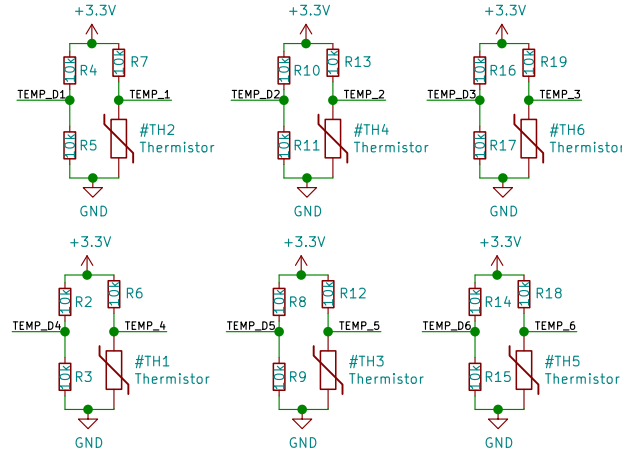 +3.3V +3.3V +3.3V
10k R4 10k R7 10k R10 10k R13 10k R16 10k R19
TEMP_D1 TEMP_1 TEMP_D2 TEMP_2 TEMP_D3 TEMP_3
10k R5 #TH2 10k R11 #TH4 10k R17 #TH6
Thermistor Thermistor Thermistor
GND GND GND
+3.3V +3.3V +3.3V
10k R2 10k R6 10k R8 10k R12 10k R14 10k R18
TEMP_D4 TEMP_4 TEMP_D5 TEMP_5 TEMP_D6 TEMP_6
10k R3 #TH1 10k R9 #TH3 10k R15 #TH5
Thermistor Thermistor Thermistor
GND GND GND